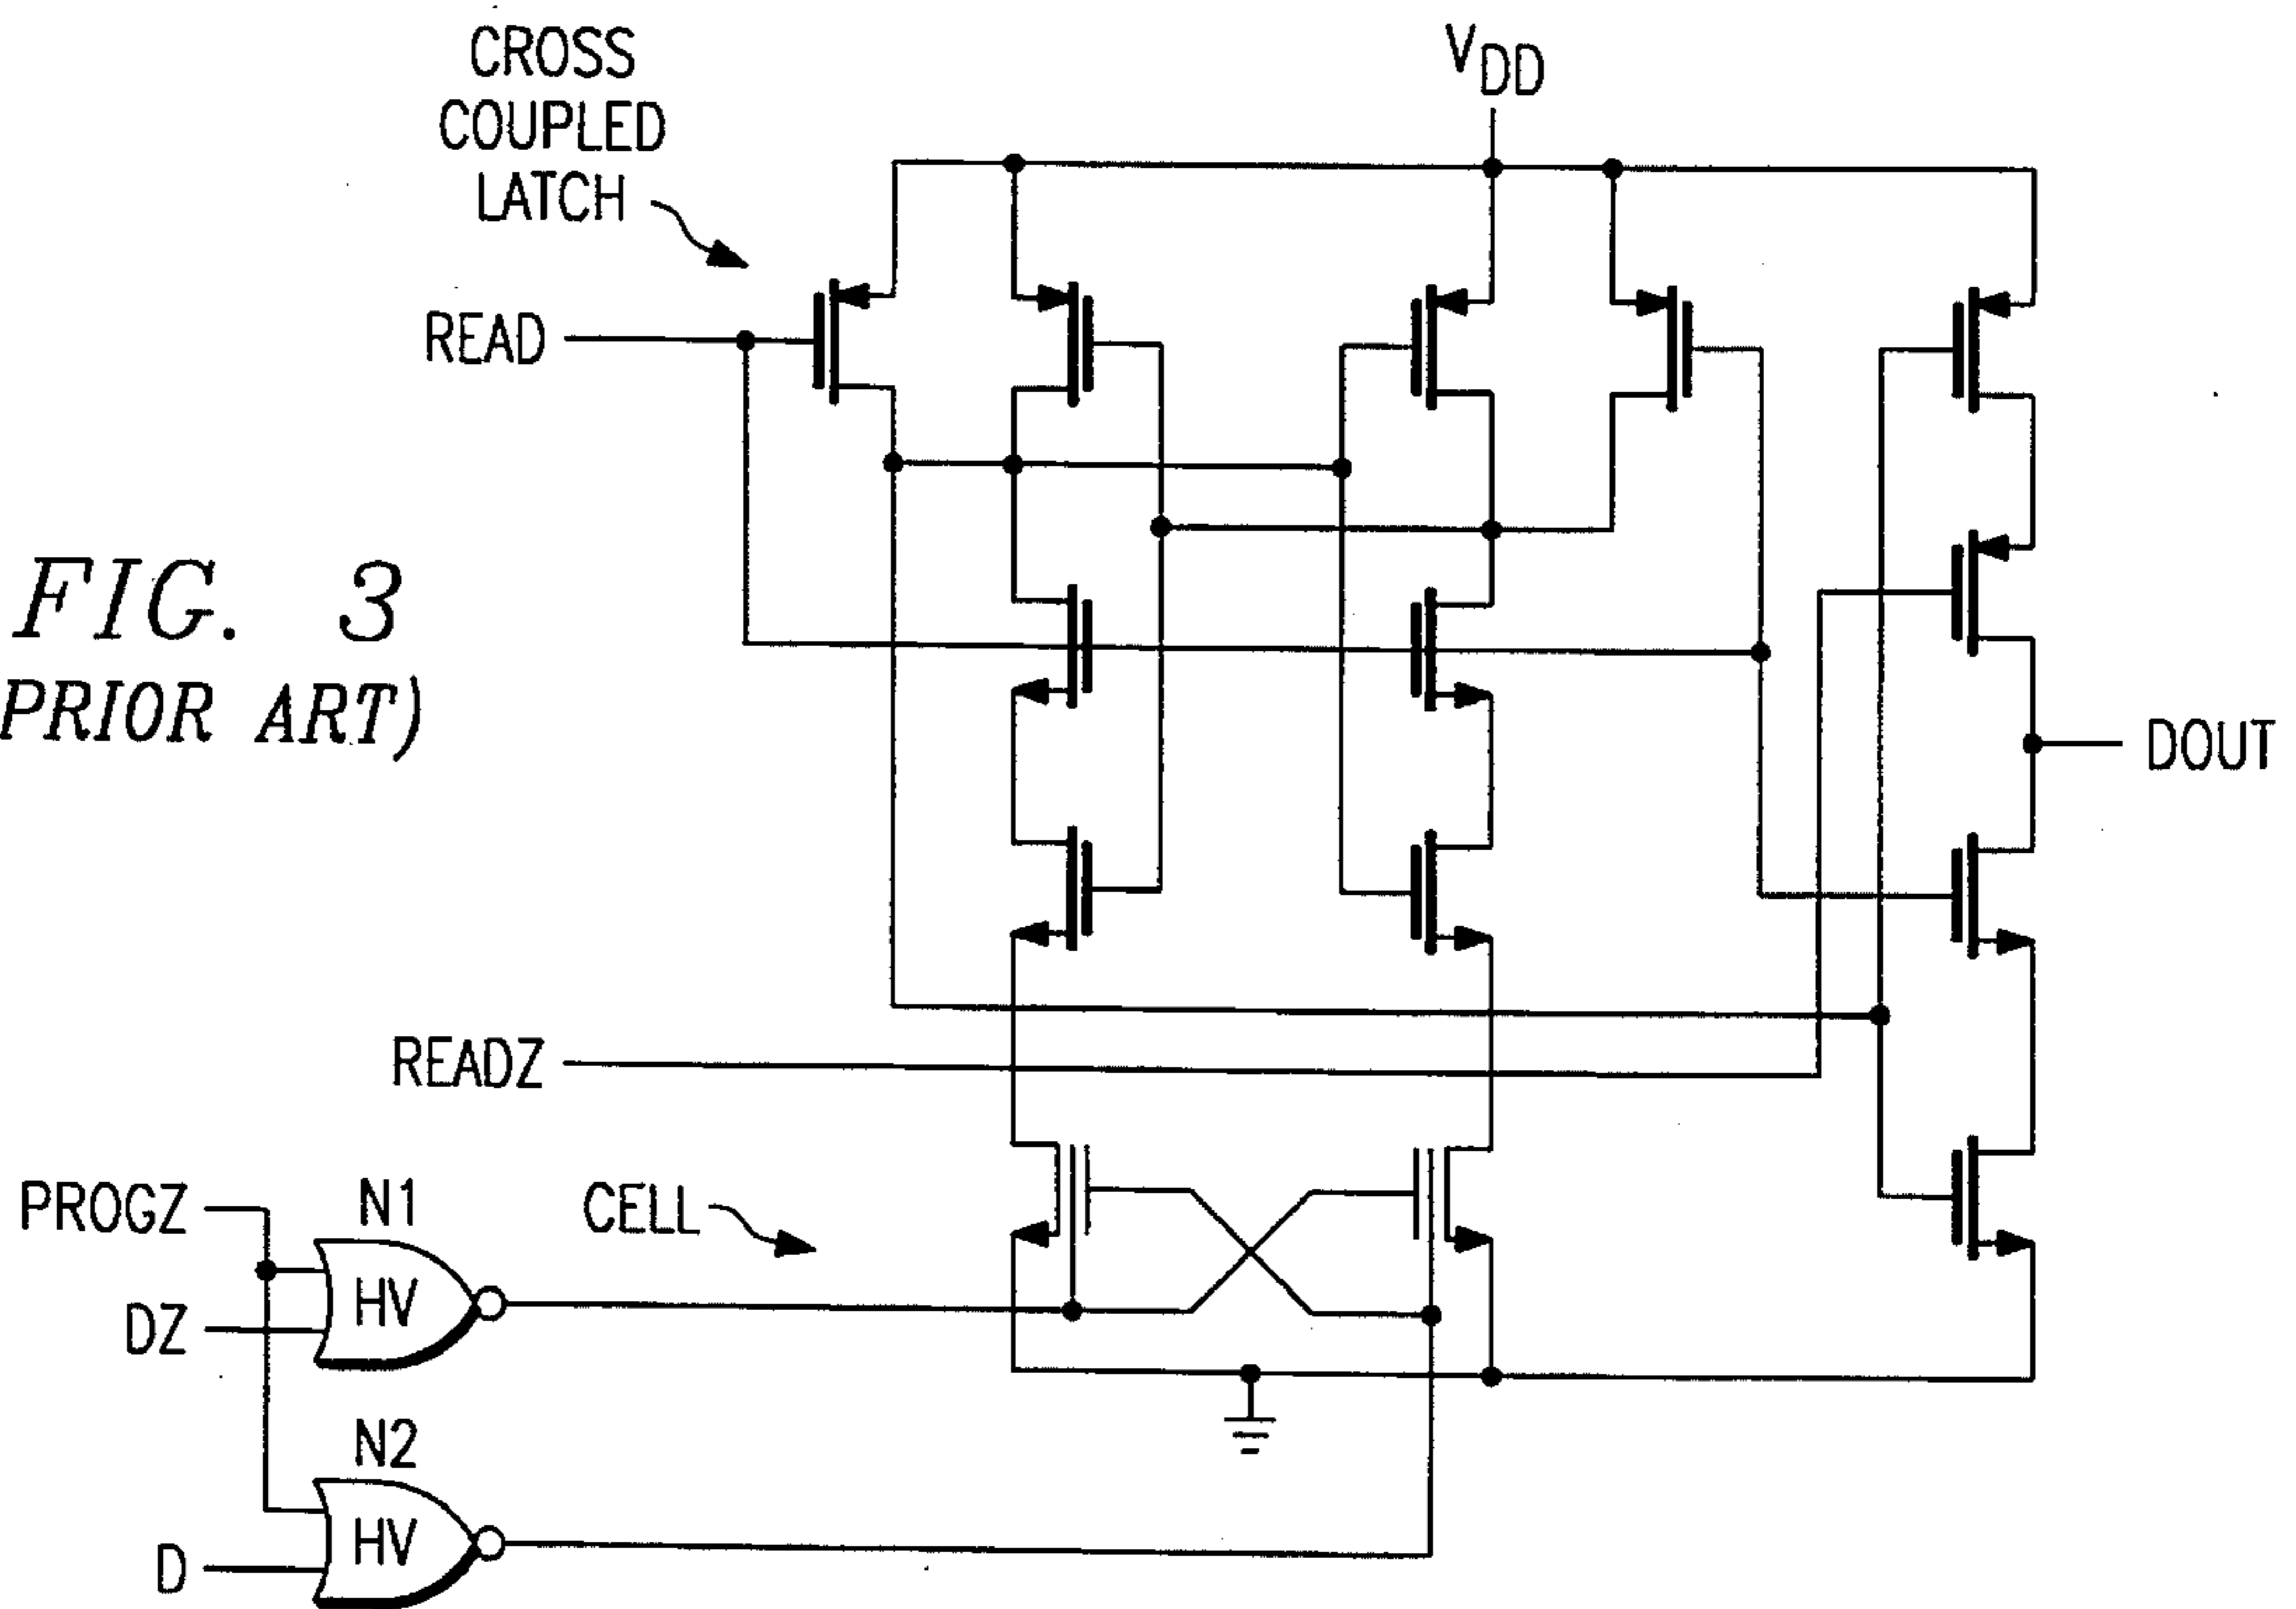 CROSS
COUPLED
LATCH
VDD
READ
FIG. 3
PRIOR ART)
DOUT
READZ
PROGZ
N1
CELL
HV
DZ
N2
HV
D